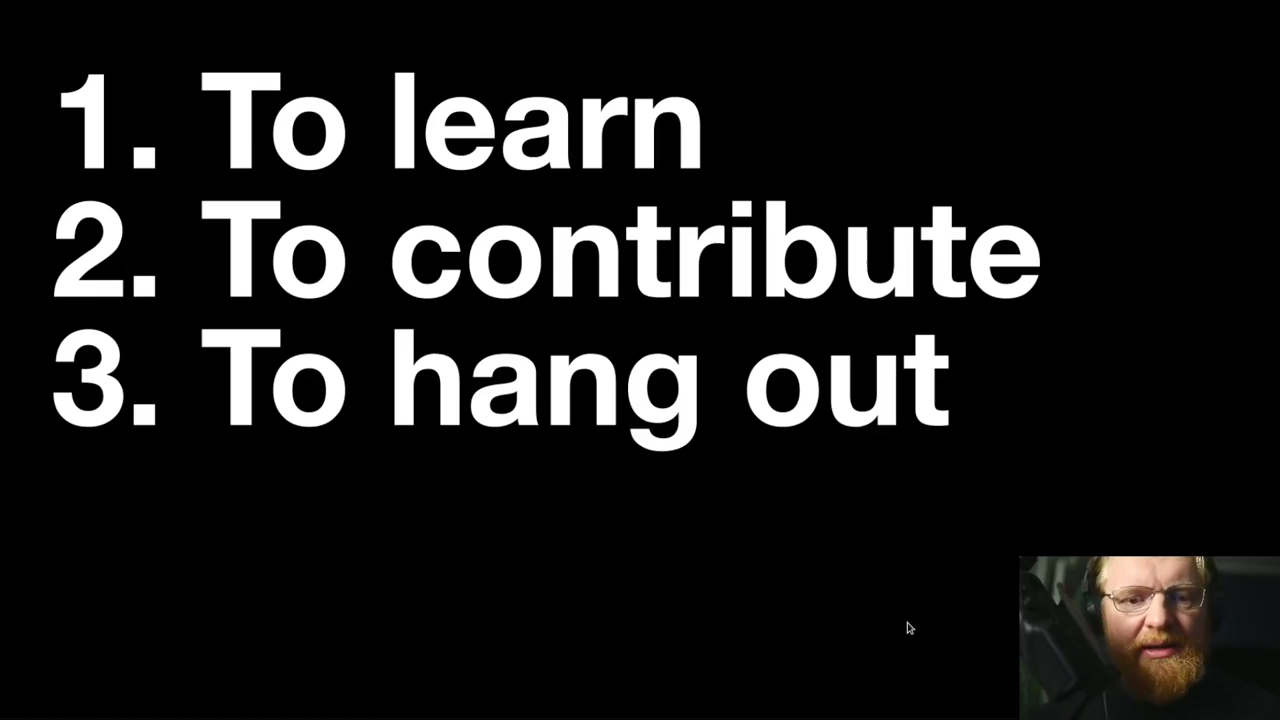 1. To learn
2. To contribute
3. To hang out